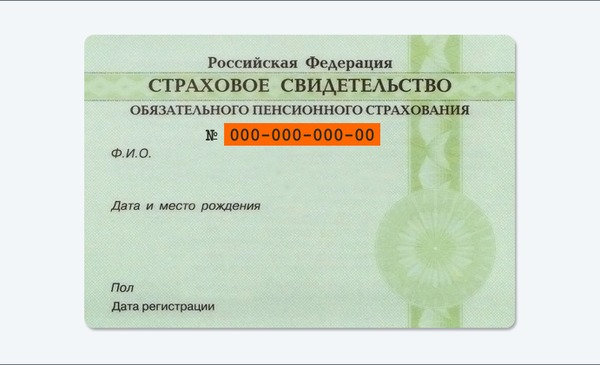 Российская Федерация
СТРАХОВОЕ СВИДЕТЕЛЬСТВО
ОБЯЗАТЕЛЬНОГО ПЕНСИОННОГО СТРАХОВАНИЯ
№ 000-000-000-00
Ф.И.О.
Дата и место рождения
Пол
Дата регистрации